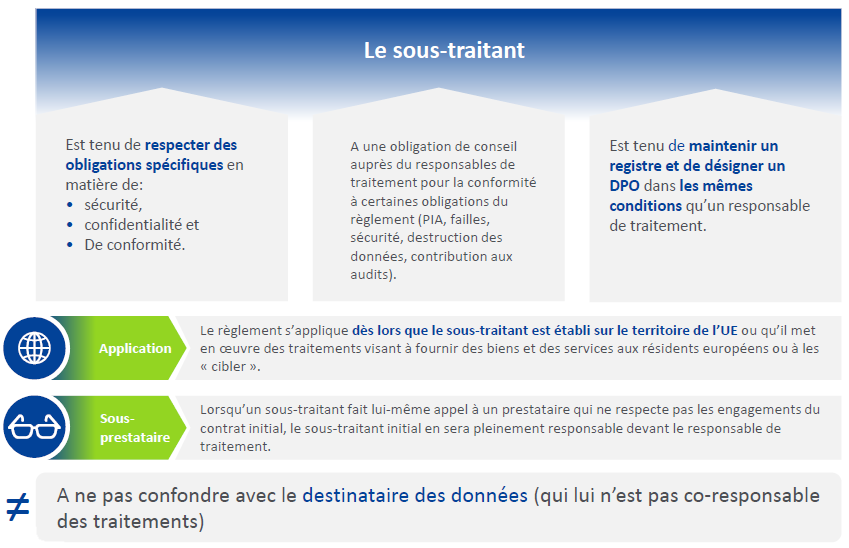 Le sous-traitant
Est tenu de respecter des
obligations spécifiques en
matière de:
• sécurité,
• confidentialité et
• De conformité.
A une obligation de conseil
auprès du responsables de
traitement pour la conformité
à certaines obligations du
règlement (PIA, failles,
sécurité, destruction des
données, contribution aux
audits).
Est tenu de maintenir un
registre et de désigner un
DPO dans les mêmes
conditions qu’un responsable
de traitement.
Application
Le règlement s’applique dès lors que le sous-traitant est établi sur le territoire de l’UE ou qu’il met
en œuvre des traitements visant à fournir des biens et des services aux résidents européens ou à les
« cibler ».
Sous-
prestataire
Lorsqu’un sous-traitant fait lui-même appel à un prestataire qui ne respecte pas les engagements du
contrat initial, le sous-traitant initial en sera pleinement responsable devant le responsable de
traitement.
≠
A ne pas confondre avec le destinataire des données (qui lui n’est pas co-responsable
des traitements)